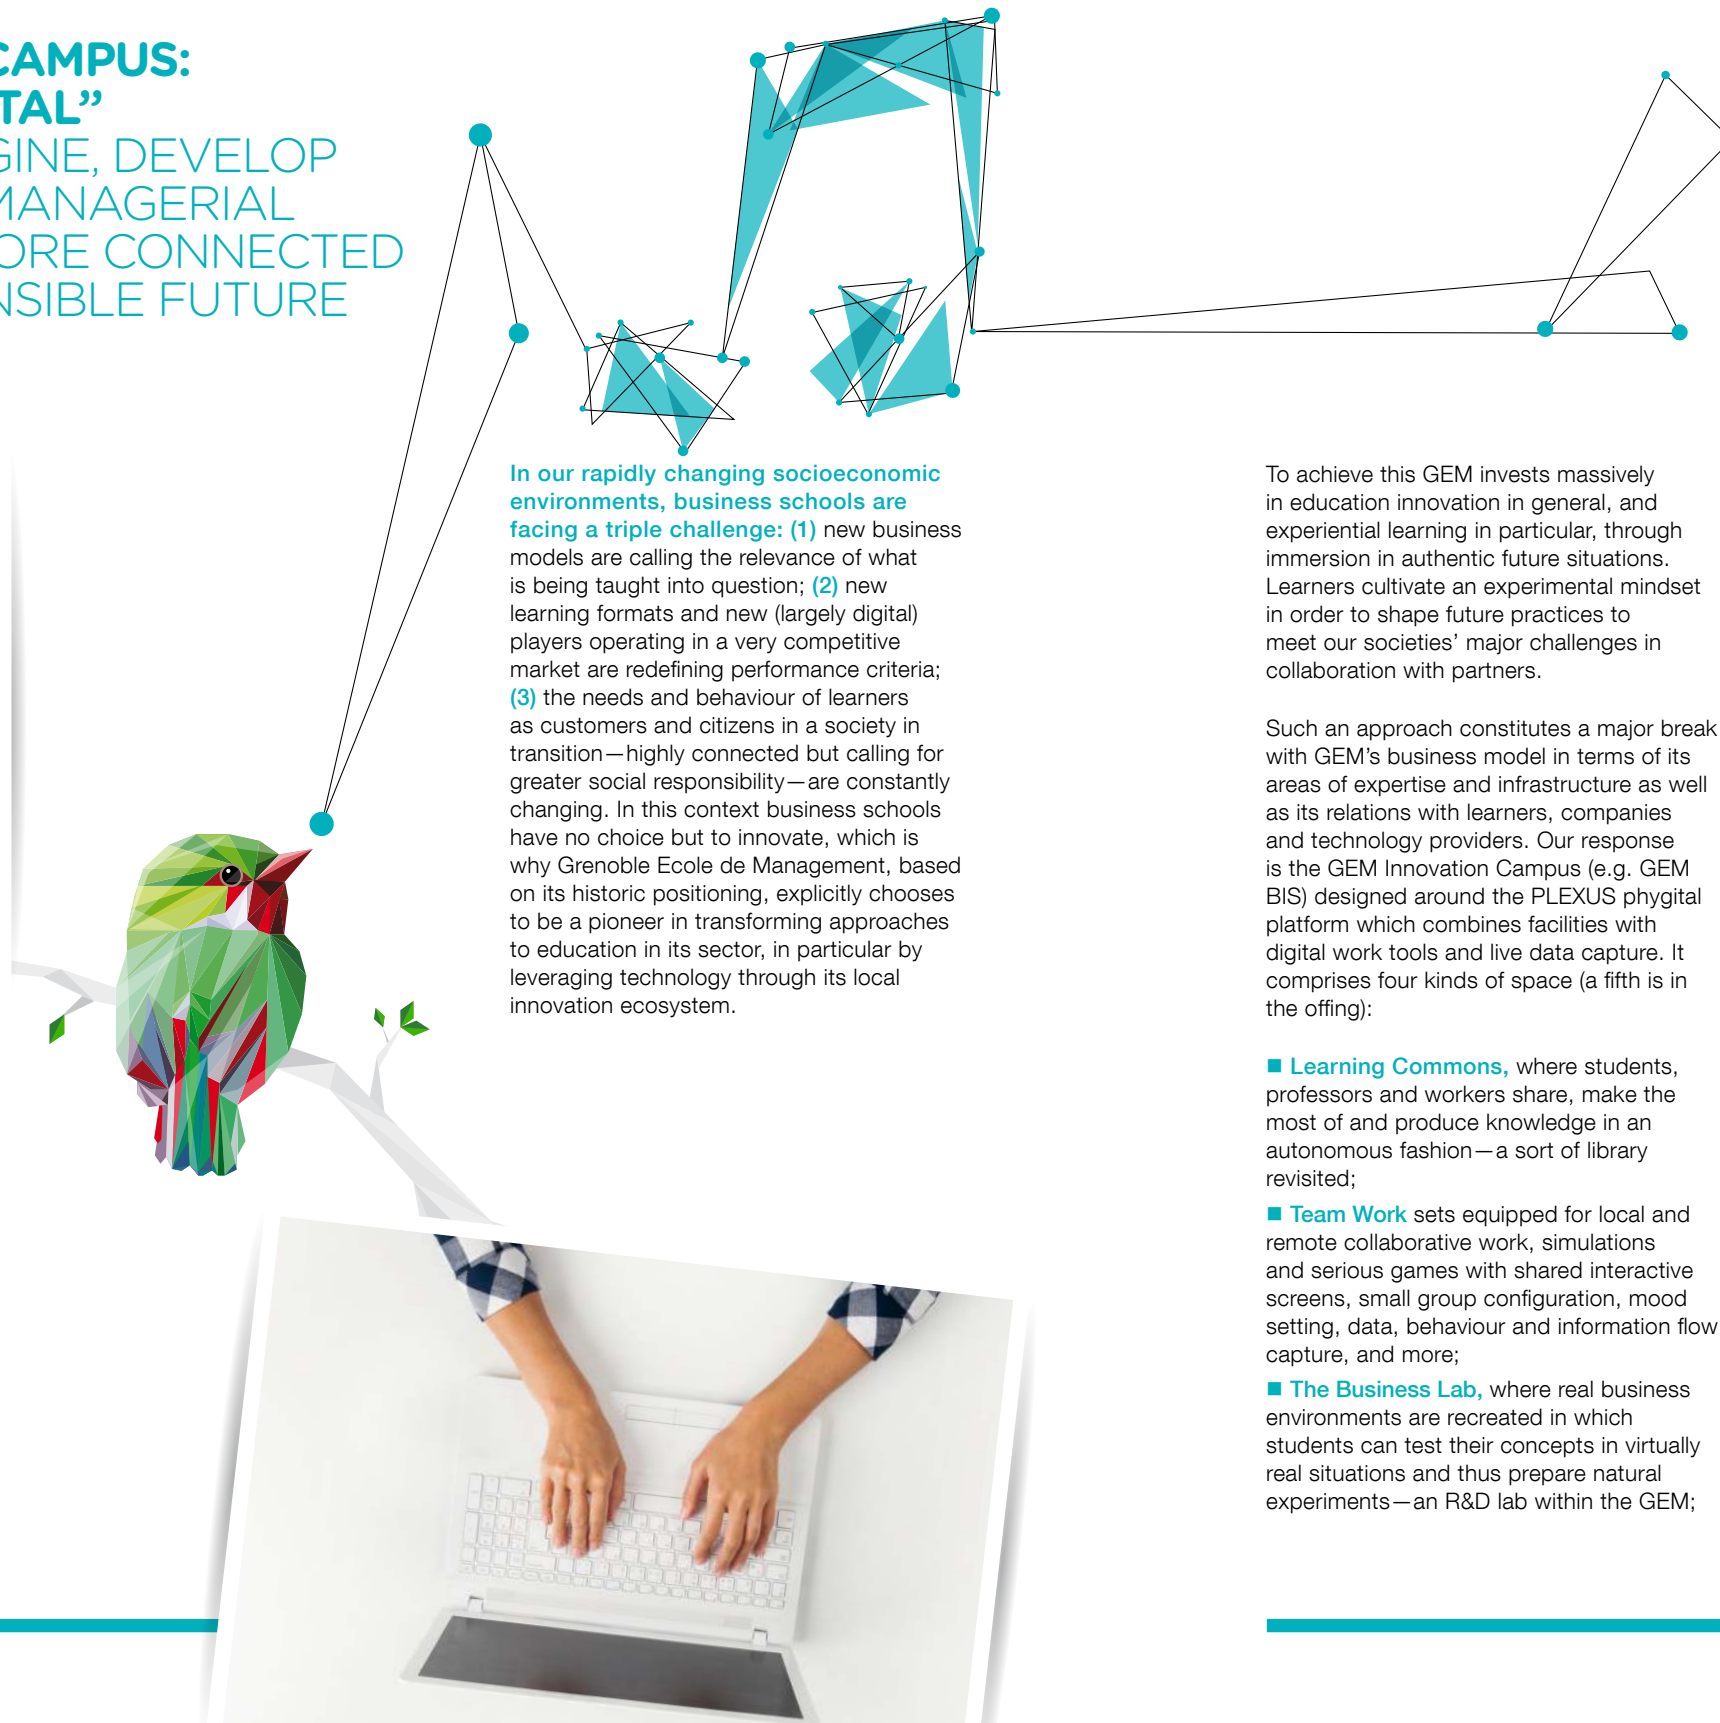 CAMPUS:
TAL”
GINE, DEVELOP
MANAGERIAL
ORE CONNECTED
NSIBLE FUTURE
In our rapidly changing socioeconomic
environments, business schools are
facing a triple challenge: (1) new business
models are calling the relevance of what
is being taught into question; (2) new
learning formats and new (largely digital)
players operating in a very competitive
market are redefining performance criteria;
(3) the needs and behaviour of learners
as customers and citizens in a society in
transition—highly connected but calling for
greater social responsibility—are constantly
changing. In this context business schools
have no choice but to innovate, which is
why Grenoble Ecole de Management, based
on its historic positioning, explicitly chooses
to be a pioneer in transforming approaches
to education in its sector, in particular by
leveraging technology through its local
innovation ecosystem.
To achieve this GEM invests massively
in education innovation in general, and
experiential learning in particular, through
immersion in authentic future situations.
Learners cultivate an experimental mindset
in order to shape future practices to
meet our societies’ major challenges in
collaboration with partners.
Such an approach constitutes a major break
with GEM’s business model in terms of its
areas of expertise and infrastructure as well
as its relations with learners, companies
and technology providers. Our response
is the GEM Innovation Campus (e.g. GEM
BIS) designed around the PLEXUS phygital
platform which combines facilities with
digital work tools and live data capture. It
comprises four kinds of space (a fifth is in
the offing):
■ Learning Commons, where students,
professors and workers share, make the
most of and produce knowledge in an
autonomous fashion—a sort of library
revisited;
■ Team Work sets equipped for local and
remote collaborative work, simulations
and serious games with shared interactive
screens, small group configuration, mood
setting, data, behaviour and information flow
capture, and more;
■ The Business Lab, where real business
environments are recreated in which
students can test their concepts in virtually
real situations and thus prepare natural
experiments—an R&D lab within the GEM;